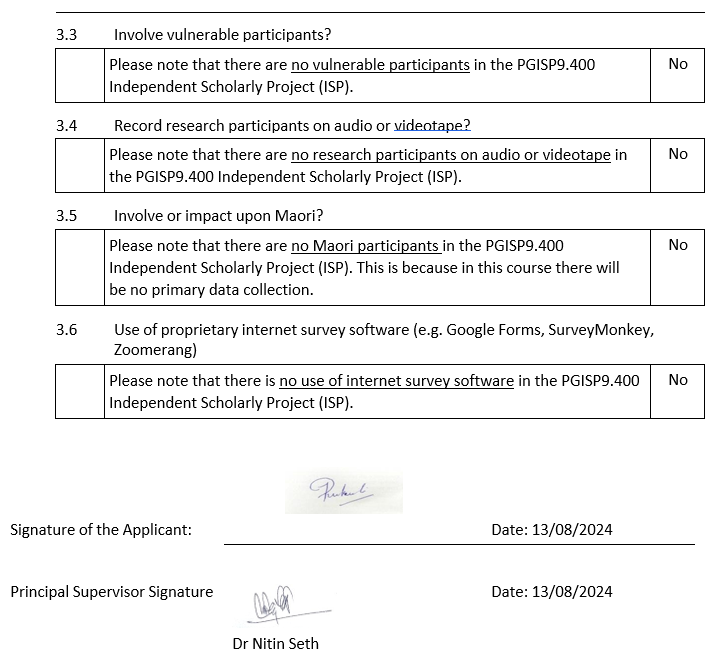 3.3 Involve vulnerable participants?
Please note that there are no vulnerable participants in the PGISP9.400 No
Independent Scholarly Project (ISP).
3.4 Record research participants on audio or videotape?
Please note that there are no research participants on audio or videotape in No
the PGISP9.400 Independent Scholarly Project (ISP).
3.5 Involve or impact upon Maori?
Please note that there are no Maori participants in the PGISP9.400 No
Independent Scholarly Project (ISP). This is because in this course there will
be no primary data collection.
3.6 Use of proprietary internet survey software (e.g. Google Forms, SurveyMonkey,
Zoomerang)
Please note that there is no use of internet survey software in the PGISP9.400 No
Independent Scholarly Project (ISP).
Signature of the Applicant: Date: 13/08/2024
Principal Supervisor Signature Date: 13/08/2024
Dr Nitin Seth